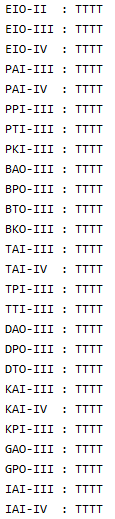 EIO-II  : TTTT
EIO-III : TTTT
EIO-IV  : TTTT
PAI-III : TTTT
PAI-IV  : TTTT
PPI-III : TTTT
PTI-III : TTTT
PKI-III : TTTT
BAO-III : TTTT
BPO-III : TTTT
BTO-III : TTTT
BKO-III : TTTT
TAI-III : TTTT
TAI-IV  : TTTT
TPI-III : TTTT
TTI-III : TTTT
DAO-III : TTTT
DPO-III : TTTT
DTO-III : TTTT
KAI-III : TTTT
KAI-IV  : TTTT
KPI-III : TTTT
GAO-III : TTTT
GPO-III : TTTT
IAI-III : TTTT
IAI-IV  : TTTT